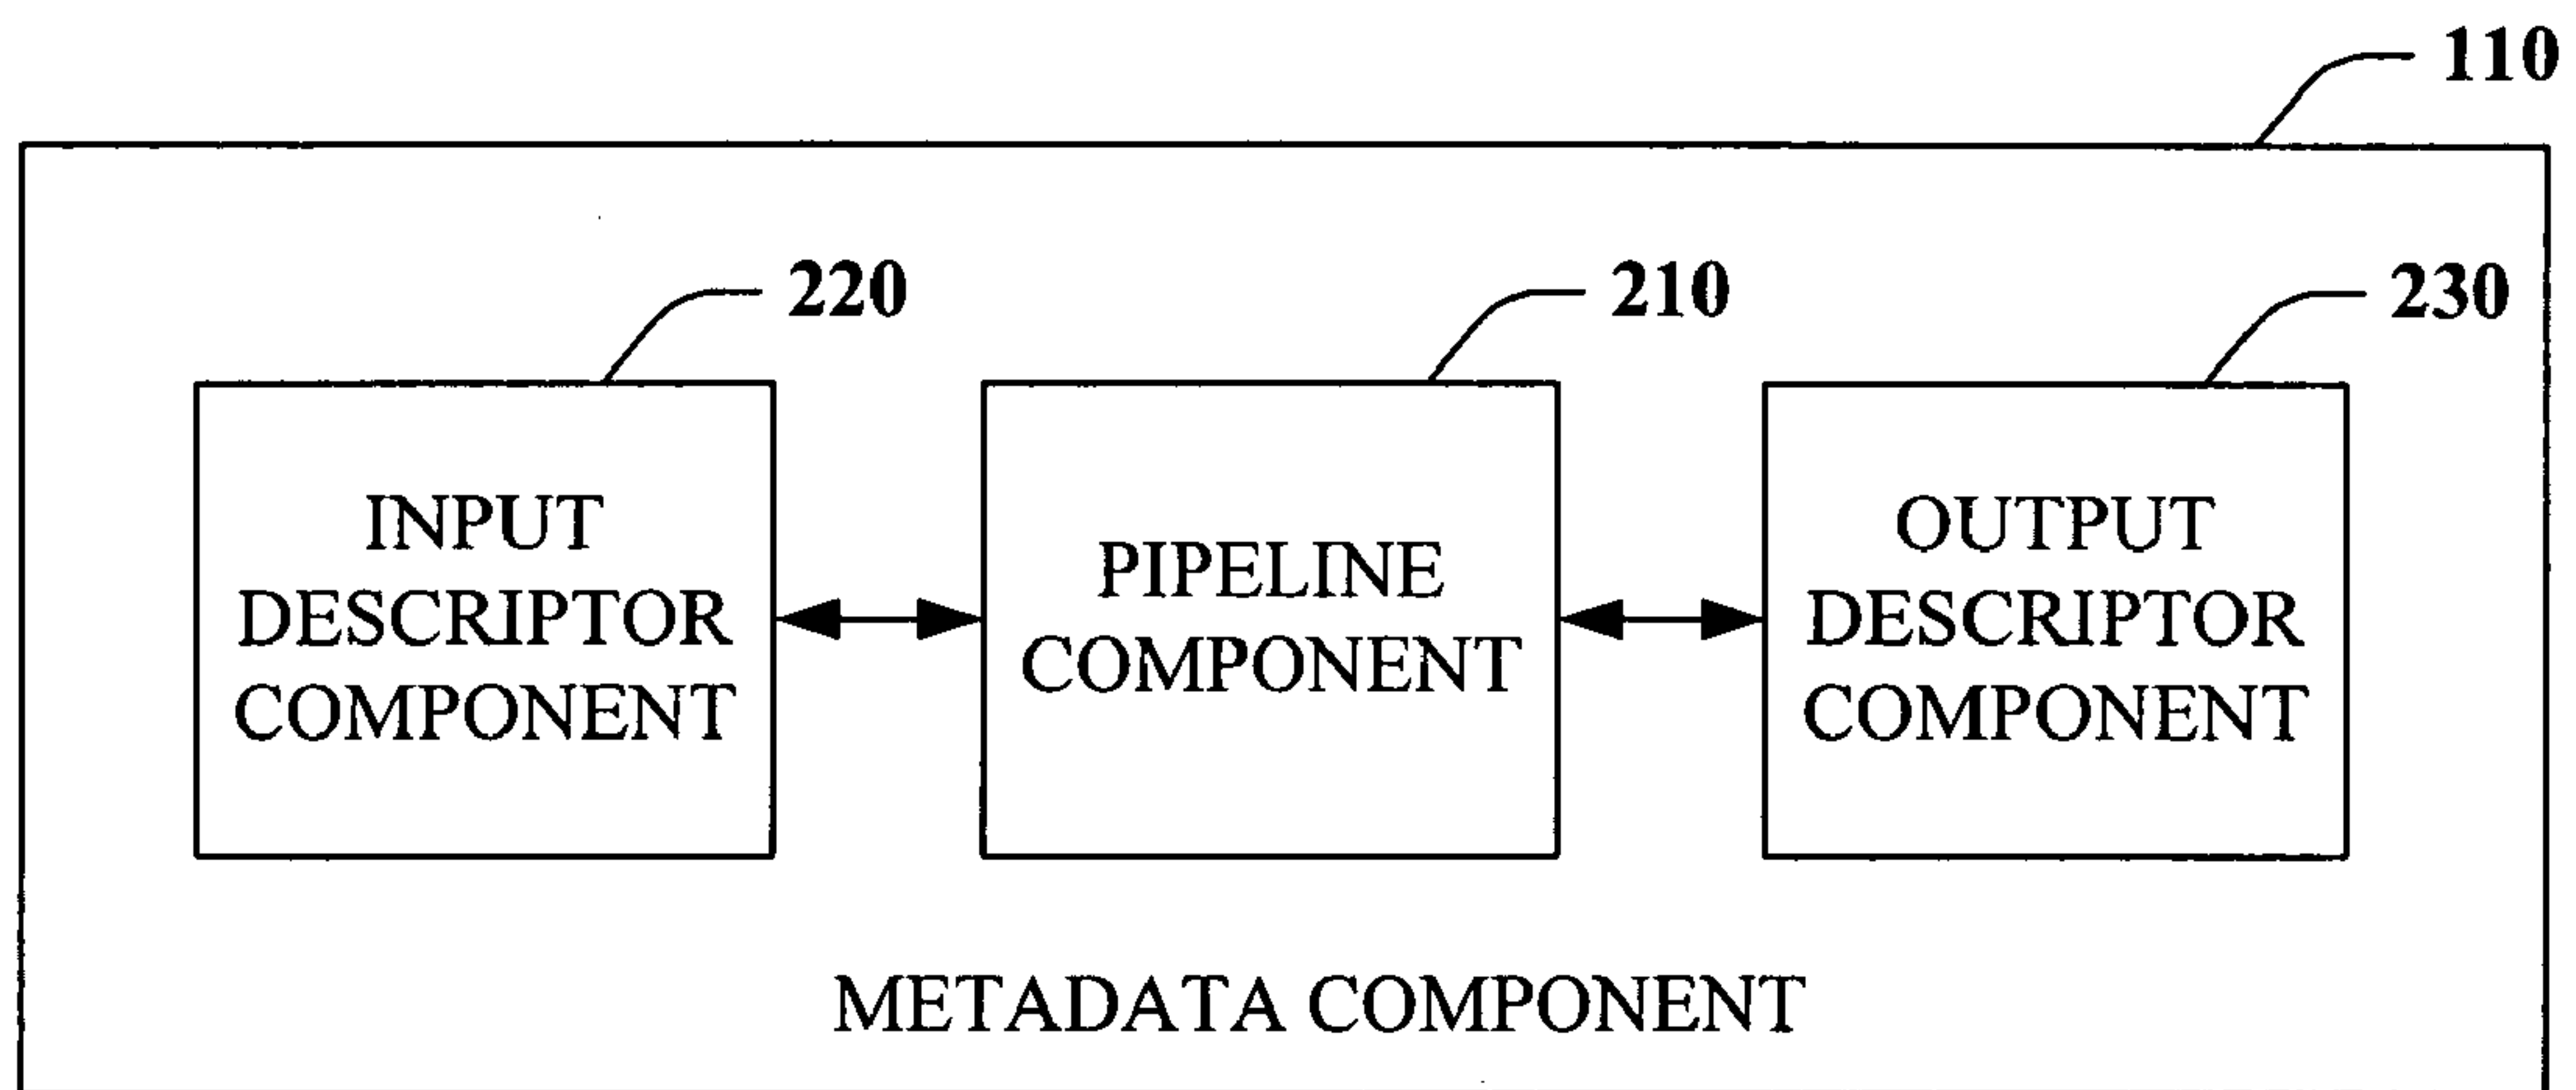 110
220
210
230
INPUT
DESCRIPTOR
COMPONENT
PIPELINE
COMPONENT
OUTPUT
DESCRIPTOR
COMPONENT
METADATA COMPONENT